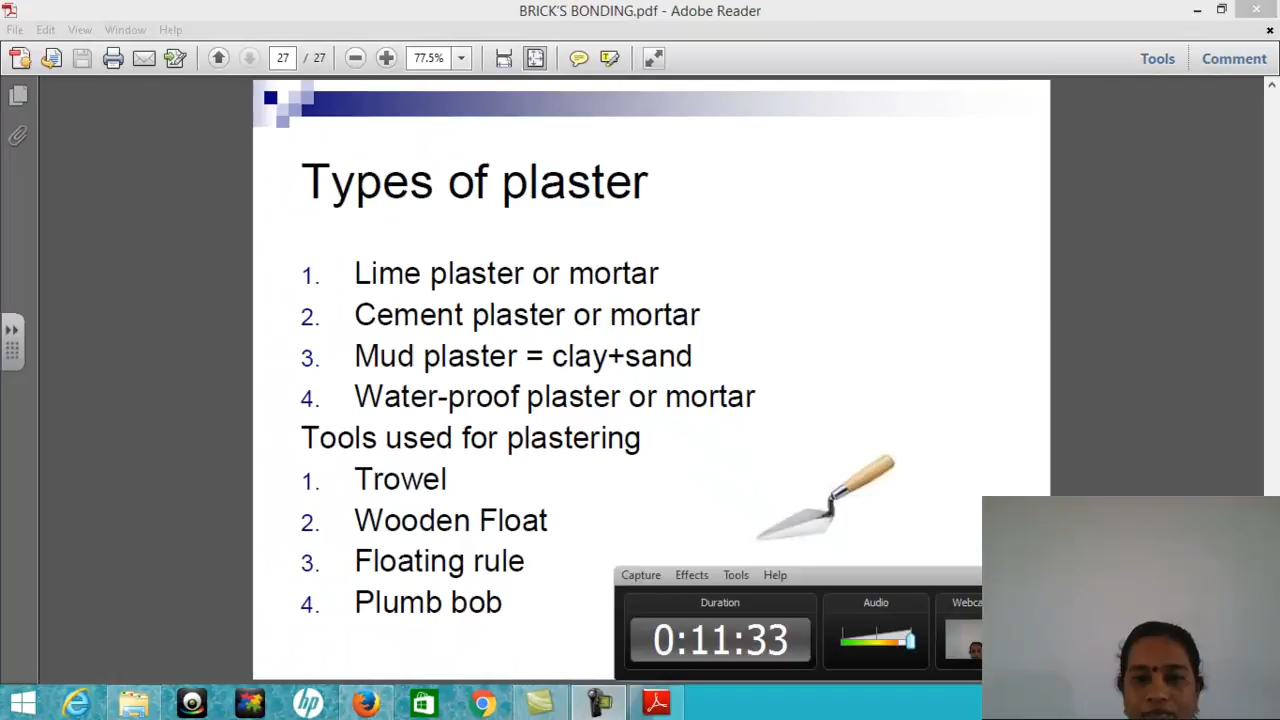 BRICK'S BONDING.pdf - Adobe Reader
File Edit View Window Help
27 / 27 77.5% Tools Comment
Types of plaster
1. Lime plaster or mortar
2. Cement plaster or mortar
3. Mud plaster = clay+sand
4. Water-proof plaster or mortar
Tools used for plastering
1. Trowel
2. Wooden Float
3. Floating rule
4. Plumb bob
Capture Effects Tools Help
Duration Audio
0:11:33
hp